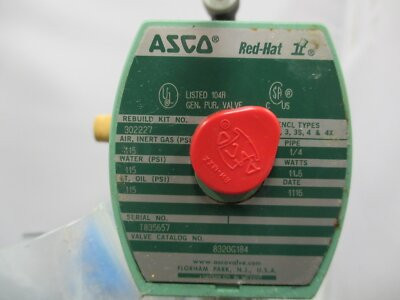 ASCO® Red-Hat II®
LISTED 104R
GEN. PUR. VALVE
C US
REBUILD KIT NO.
302227
ENCL TYPES
3, 3S, 4 & 4X
AIR, INERT GAS (PSI)
115
PIPE
1/4
WATER (PSI)
115
WATTS
11.6
LT. OIL (PSI)
115
DATE
1116
SERIAL NO.
T835657
VALVE CATALOG NO.
8320G184
www.ascovalve.com
FLORHAM PARK, N.J., U.S.A.